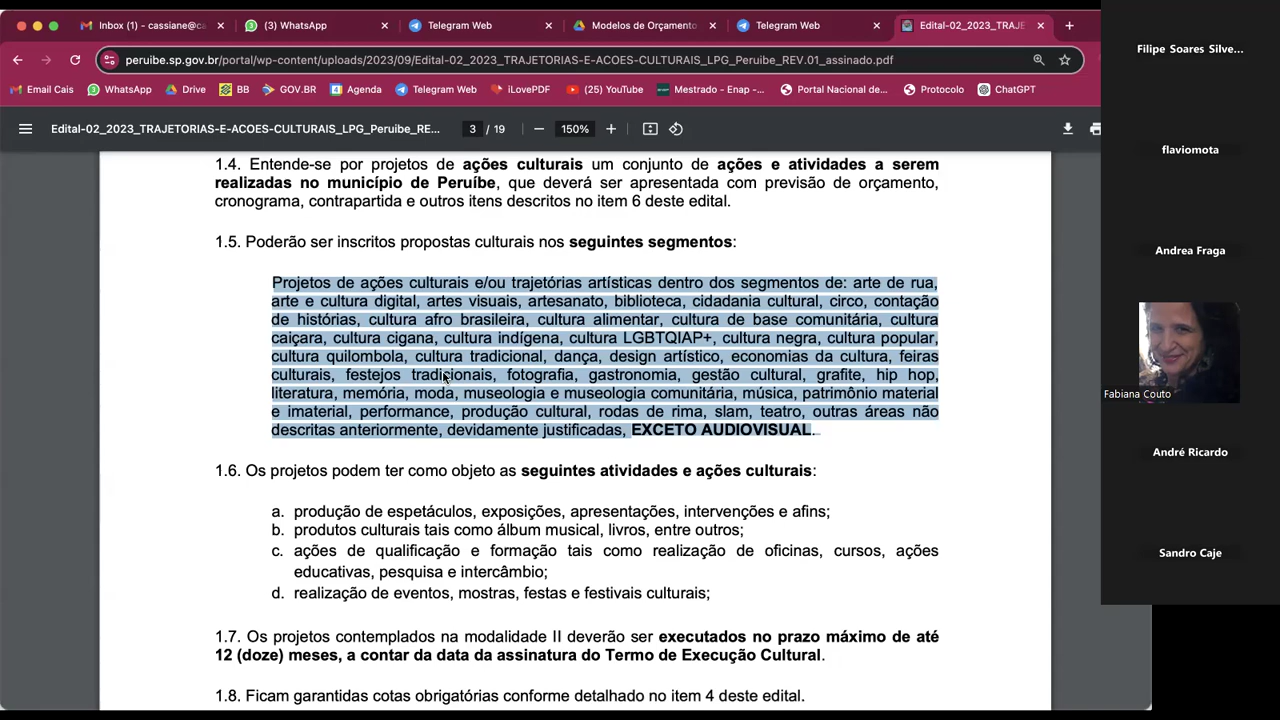 Inbox (1) - cassiane@ca
(3) WhatsApp
Telegram Web
Modelos de Orçamento
Telegram Web
Edital-02_2023_TRAJE
peruibe.sp.gov.br/portal/wp-content/uploads/2023/09/Edital-02_2023_TRAJETORIAS-E-ACOES-CULTURAIS_LPG_Peruibe_REV.01_assinado.pdf
Email Cais
WhatsApp
Drive
BB
GOV.BR
Agenda
Telegram Web
iLovePDF
(25) YouTube
Mestrado – Enap –...
Portal Nacional de...
Protocolo
ChatGPT
Edital-02_2023_TRAJETORIAS-E-ACOES-CULTURAIS_LPG_Peruibe_RE...
3 / 19
150%
1.4. Entende-se por projetos de ações culturais um conjunto de ações e atividades a serem
realizadas no município de Peruíbe, que deverá ser apresentada com previsão de orçamento,
cronograma, contrapartida e outros itens descritos no item 6 deste edital.
1.5. Poderão ser inscritos propostas culturais nos seguintes segmentos:
Projetos de ações culturais e/ou trajetórias artísticas dentro dos segmentos de: arte de rua,
arte e cultura digital, artes visuais, artesanato, biblioteca, cidadania cultural, circo, contação
de histórias, cultura afro brasileira, cultura alimentar, cultura de base comunitária, cultura
caiçara, cultura cigana, cultura indígena, cultura LGBTQIAP+, cultura negra, cultura popular,
cultura quilombola, cultura tradicional, dança, design artístico, economias da cultura, feiras
culturais, festejos tradicionais, fotografia, gastronomia, gestão cultural, grafite, hip hop,
literatura, memória, moda, museologia e museologia comunitária, música, patrimônio material
e imaterial, performance, produção cultural, rodas de rima, slam, teatro, outras áreas não
descritas anteriormente, devidamente justificadas, EXCETO AUDIOVISUAL.
1.6. Os projetos podem ter como objeto as seguintes atividades e ações culturais:
a. produção de espetáculos, exposições, apresentações, intervenções e afins;
b. produtos culturais tais como álbum musical, livros, entre outros;
c. ações de qualificação e formação tais como realização de oficinas, cursos, ações
educativas, pesquisa e intercâmbio;
d. realização de eventos, mostras, festas e festivais culturais;
1.7. Os projetos contemplados na modalidade II deverão ser executados no prazo máximo de até
12 (doze) meses, a contar da data da assinatura do Termo de Execução Cultural.
1.8. Ficam garantidas cotas obrigatórias conforme detalhado no item 4 deste edital.
Filipe Soares Silve...
flaviomota
Andrea Fraga
Fabiana Couto
André Ricardo
Sandro Caje